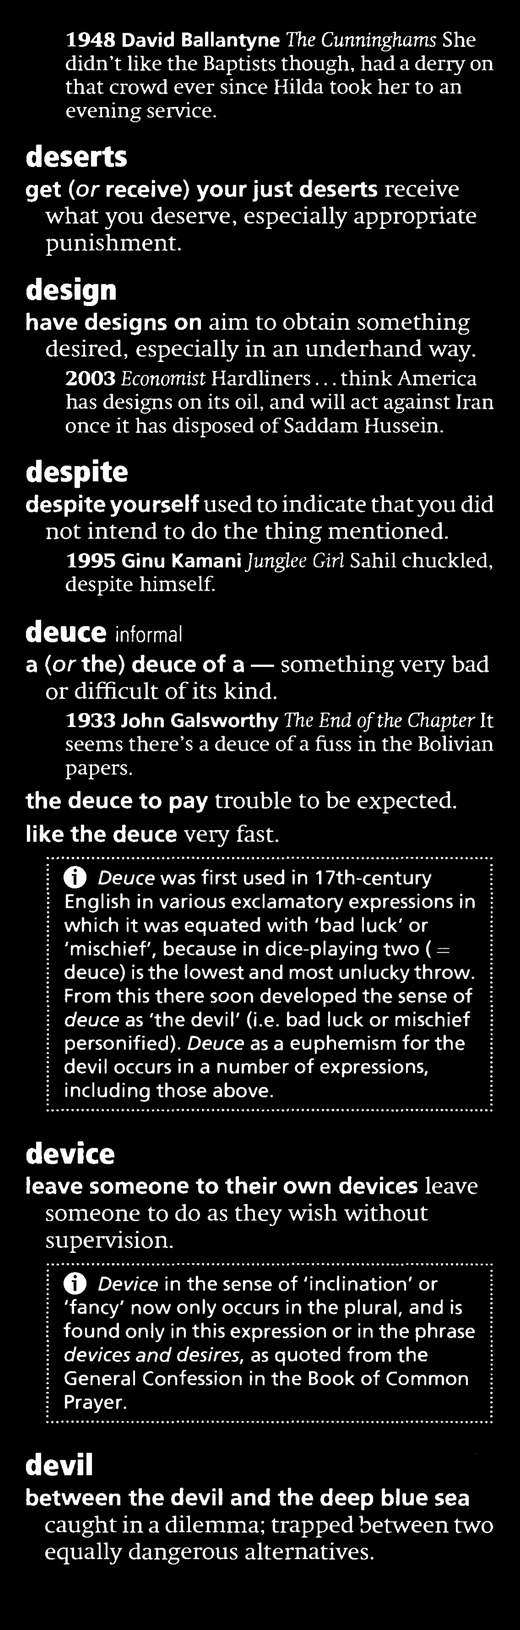 1948 David Ballantyne The Cunninghams She
didn't like the Baptists though, had a derry on
that crowd ever since Hilda took her to an
evening service.
deserts
get (or receive) your just deserts receive
what you deserve, especially appropriate
punishment.
design
have designs on aim to obtain something
desired, especially in an underhand way.
2003 Economist Hardliners...think America
has designs on its oil, and will act against Iran
once it has disposed of Saddam Hussein.
despite
despite yourself used to indicate that you did
not intend to do the thing mentioned.
1995 Ginu Kamani Junglee Girl Sahil chuckled,
despite himself.
deuce informal
a (or the) deuce of a — something very bad
or difficult of its kind.
1933 John Galsworthy The End of the Chapter It
seems there's a deuce of a fuss in the Bolivian
papers.
the deuce to pay trouble to be expected.
like the deuce very fast.
i Deuce was first used in 17th-century
English in various exclamatory expressions in
which it was equated with 'bad luck' or
'mischief', because in dice-playing two ( =
deuce) is the lowest and most unlucky throw.
From this there soon developed the sense of
deuce as 'the devil' (i.e. bad luck or mischief
personified). Deuce as a euphemism for the
devil occurs in a number of expressions,
including those above.
device
leave someone to their own devices leave
someone to do as they wish without
supervision.
i Device in the sense of 'inclination' or
'fancy' now only occurs in the plural, and is
found only in this expression or in the phrase
devices and desires, as quoted from the
General Confession in the Book of Common
Prayer.
devil
between the devil and the deep blue sea
caught in a dilemma; trapped between two
equally dangerous alternatives.